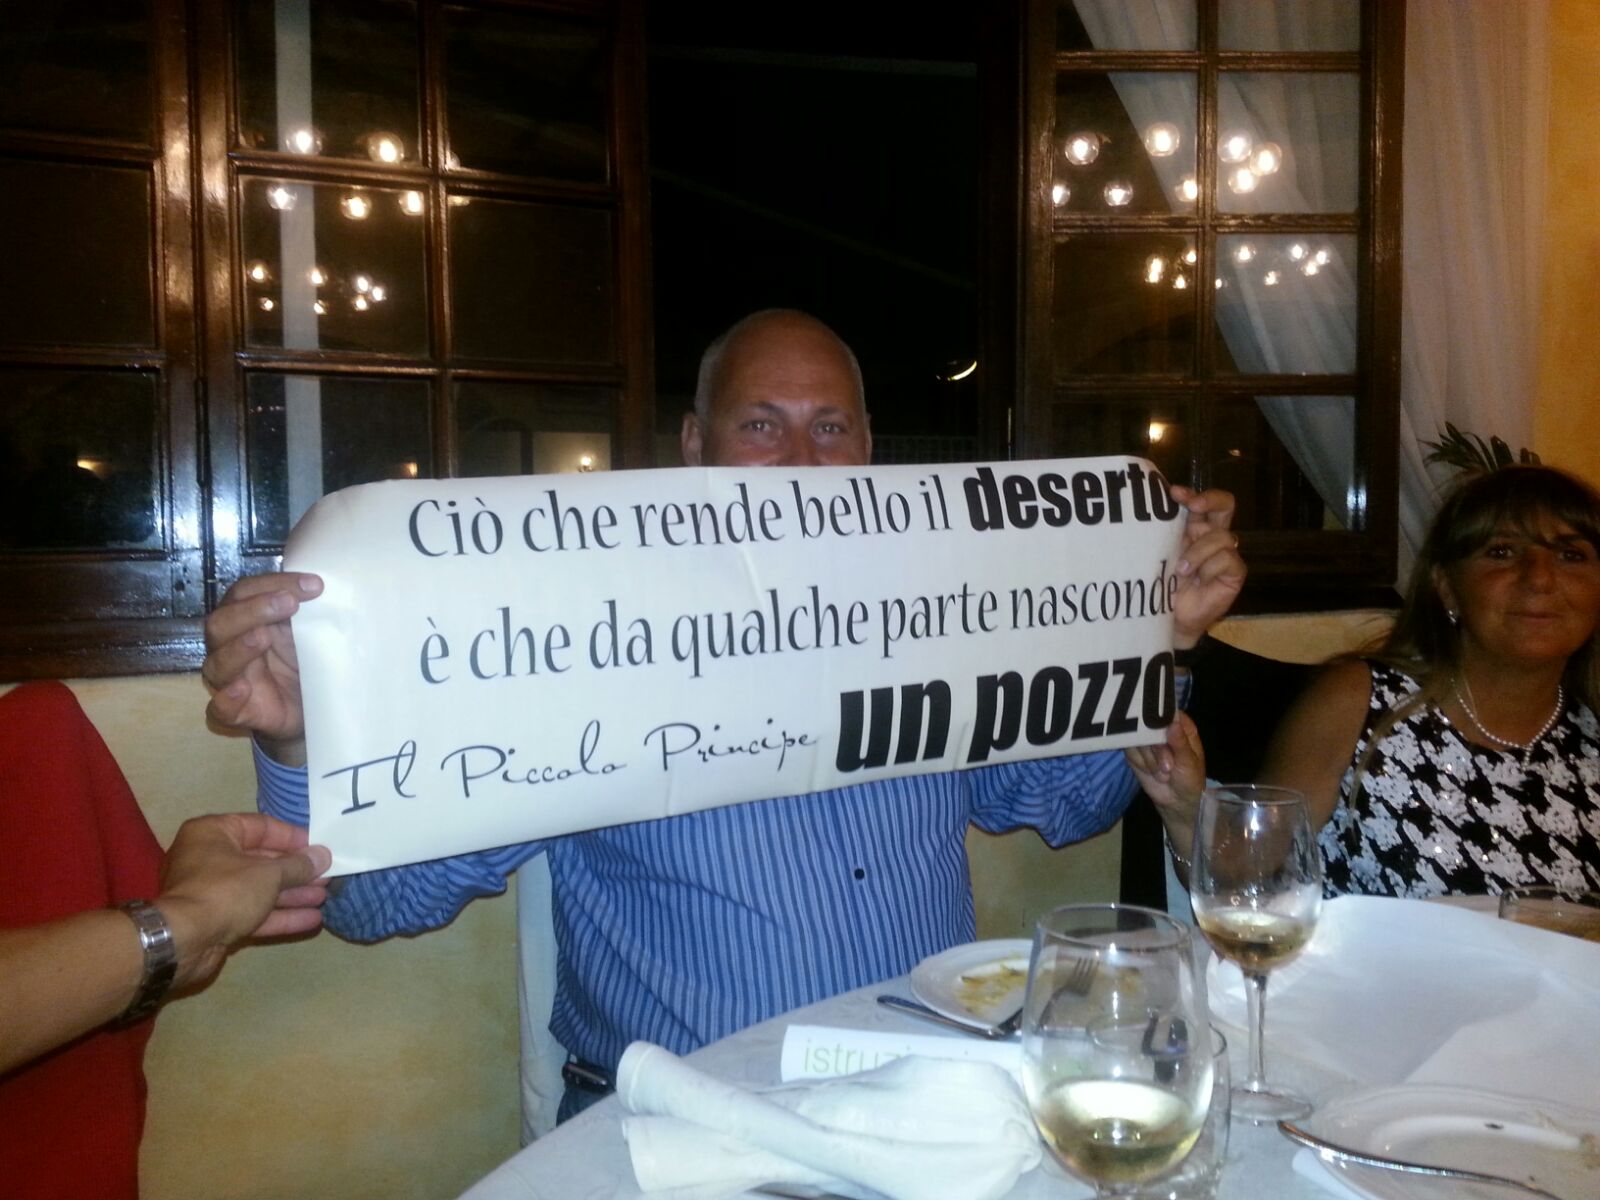 Ciò che rende bello il deserto
è che da qualche parte nasconde
un pozzo
Il Piccolo Principe